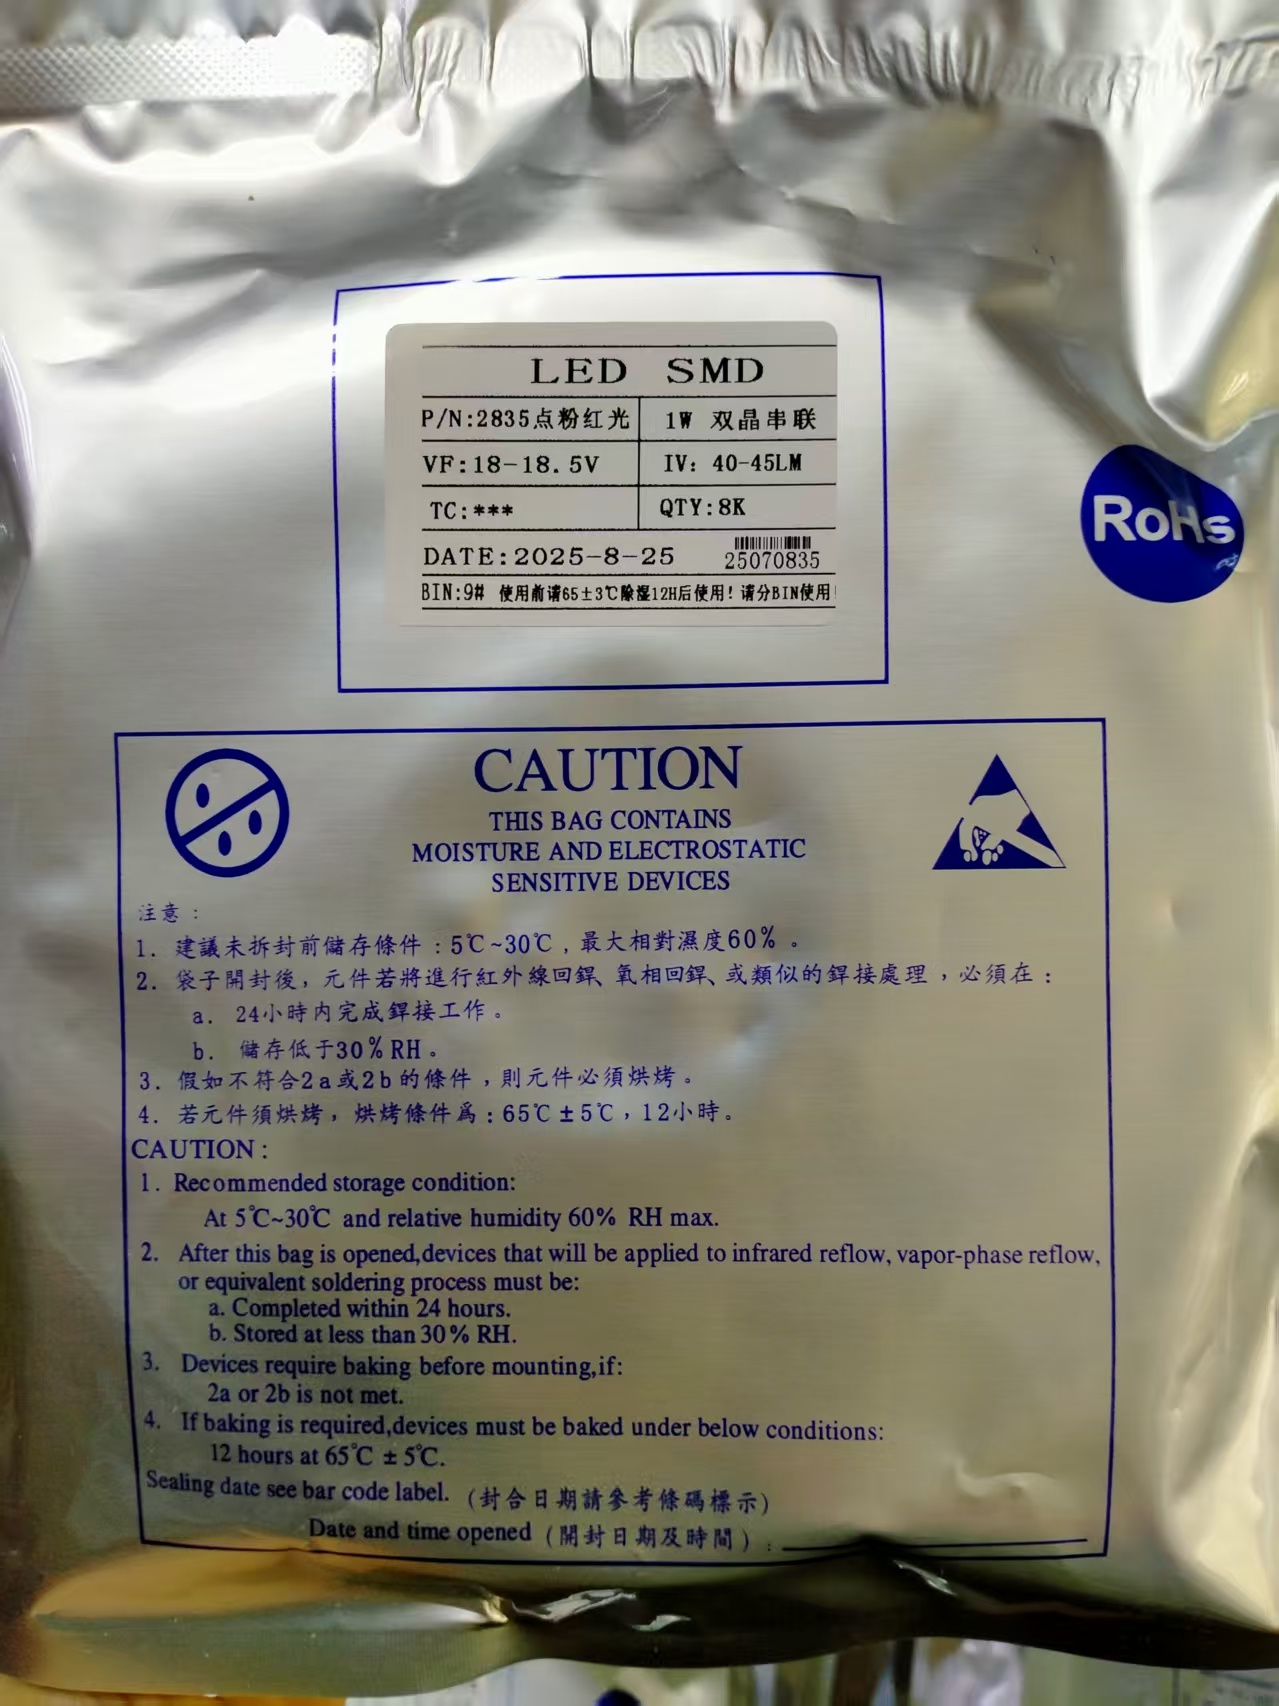 LED SMD
P/N:2835点粉红光 1W 双晶串联
VF:18-18.5V IV: 40-45LM
TC:*** QTY:8K
DATE:2025-8-25 25070835
BIN:9# 使用前请65±3℃除湿12H后使用！请分BIN使用
RoHs
CAUTION
THIS BAG CONTAINS
MOISTURE AND ELECTROSTATIC
SENSITIVE DEVICES
注意：
1. 建議未拆封前儲存條件：5℃~30℃，最大相對濕度60%。
2. 袋子開封後，元件若將進行紅外線回銲、氧相回銲、或類似的銲接處理，必須在：
a. 24小時内完成銲接工作。
b. 儲存低于30%RH。
3. 假如不符合2a或2b的條件，則元件必須烘烤。
4. 若元件須烘烤，烘烤條件爲：65℃±5℃，12小時。
CAUTION:
1. Recommended storage condition:
At 5℃~30℃ and relative humidity 60% RH max.
2. After this bag is opened,devices that will be applied to infrared reflow, vapor-phase reflow,
or equivalent soldering process must be:
a. Completed within 24 hours.
b. Stored at less than 30% RH.
3. Devices require baking before mounting,if:
2a or 2b is not met.
4. If baking is required,devices must be baked under below conditions:
12 hours at 65℃ ± 5℃.
Sealing date see bar code label. (封合日期請參考條碼標示)
Date and time opened (開封日期及時間):